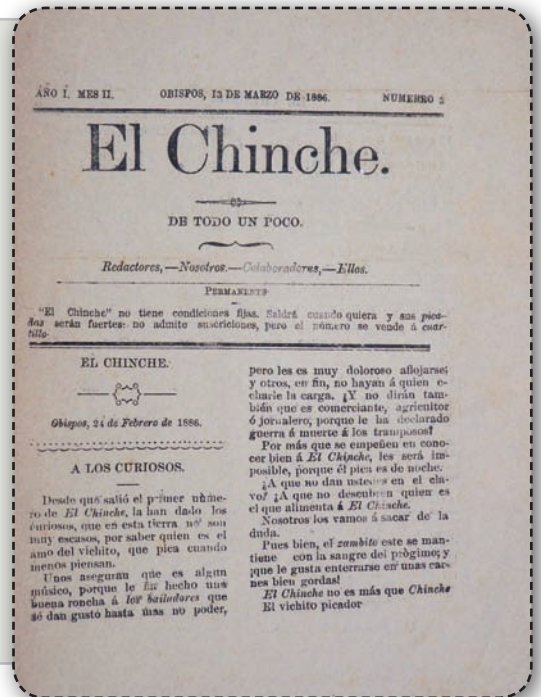 AÑO I. MES II.
OBISPOS, 13 DE MARZO DE 1886.
NUMERRO 2
El Chinche.
DE TODO UN POCO.
Redactores,—Nosotros.—Colaboradores,—Ellos.
PERMANENTE
"El Chinche" no tiene condiciones fijas. Saldrá cuando quiera y sus pica-
das serán fuertes: no admite suscriciones, pero el número se vende á cuar-
tillo.
EL CHINCHE.
Obispos, 24 de Febrero de 1886.
A LOS CURIOSOS.
Desde que salió el primer núme-
ro de El Chinche, la han dado los
curiosos, que en esta tierra no son
muy escasos, por saber quien es el
amo del vichito, que pica cuando
menos piensan.
Unos aseguran que es algun
músico, porque le ha hecho una
buena roncha á los bailadores que
sé dan gusto hasta mas no poder,
pero les es muy doloroso aflojarse;
y otros, en fin, no hayan á quien e-
charle la carga. ¿Y no dirán tam-
bién que es comerciante, agricultor
ó jornalero, porque le ha declarado
guerra á muerte á los tramposos?
Por más que se empeñen en cono-
cer bien á El Chinche, les será im-
posible, porque él pica es de noche.
¿A que no dan ustedes en el cla-
vo? ¿A que no descubren quien es
el que alimenta á El Chinche.
Nosotros los vamos á sacar de la
duda.
Pues bien, el zambito este se man-
tiene con la sangre del prógimo; y
¡que le gusta enterrarse en unas car-
nes bien gordas!
El Chinche no es más que Chinche
El vichito picador